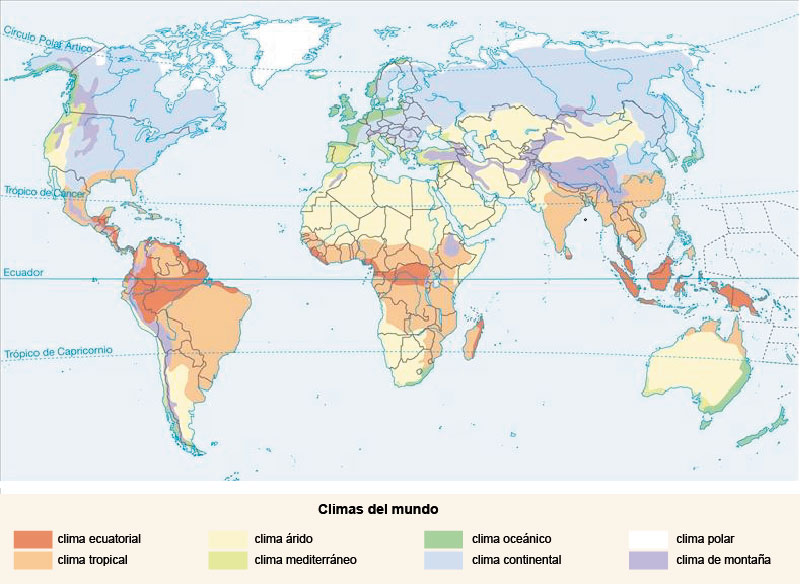 Círculo Polar Ártico
Trópico de Cáncer
Ecuador
Trópico de Capricornio
Climas del mundo
clima ecuatorial
clima árido
clima oceánico
clima polar
clima tropical
clima mediterráneo
clima continental
clima de montaña